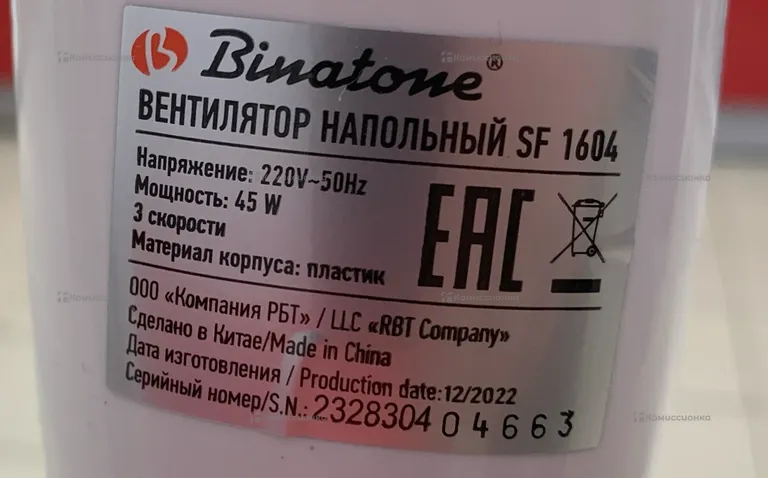 Binatone®
ВЕНТИЛЯТОР НАПОЛЬНЫЙ SF 1604
Напряжение: 220V~50Hz
Мощность: 45 W
3 скорости
Материал корпуса: пластик
EAC
ООО «Компания РБТ» / LLC «RBT Company»
Сделано в Китае/Made in China
Дата изготовления / Production date:12/2022
Серийный номер/S.N.: 2328304 04663
Комиссионко